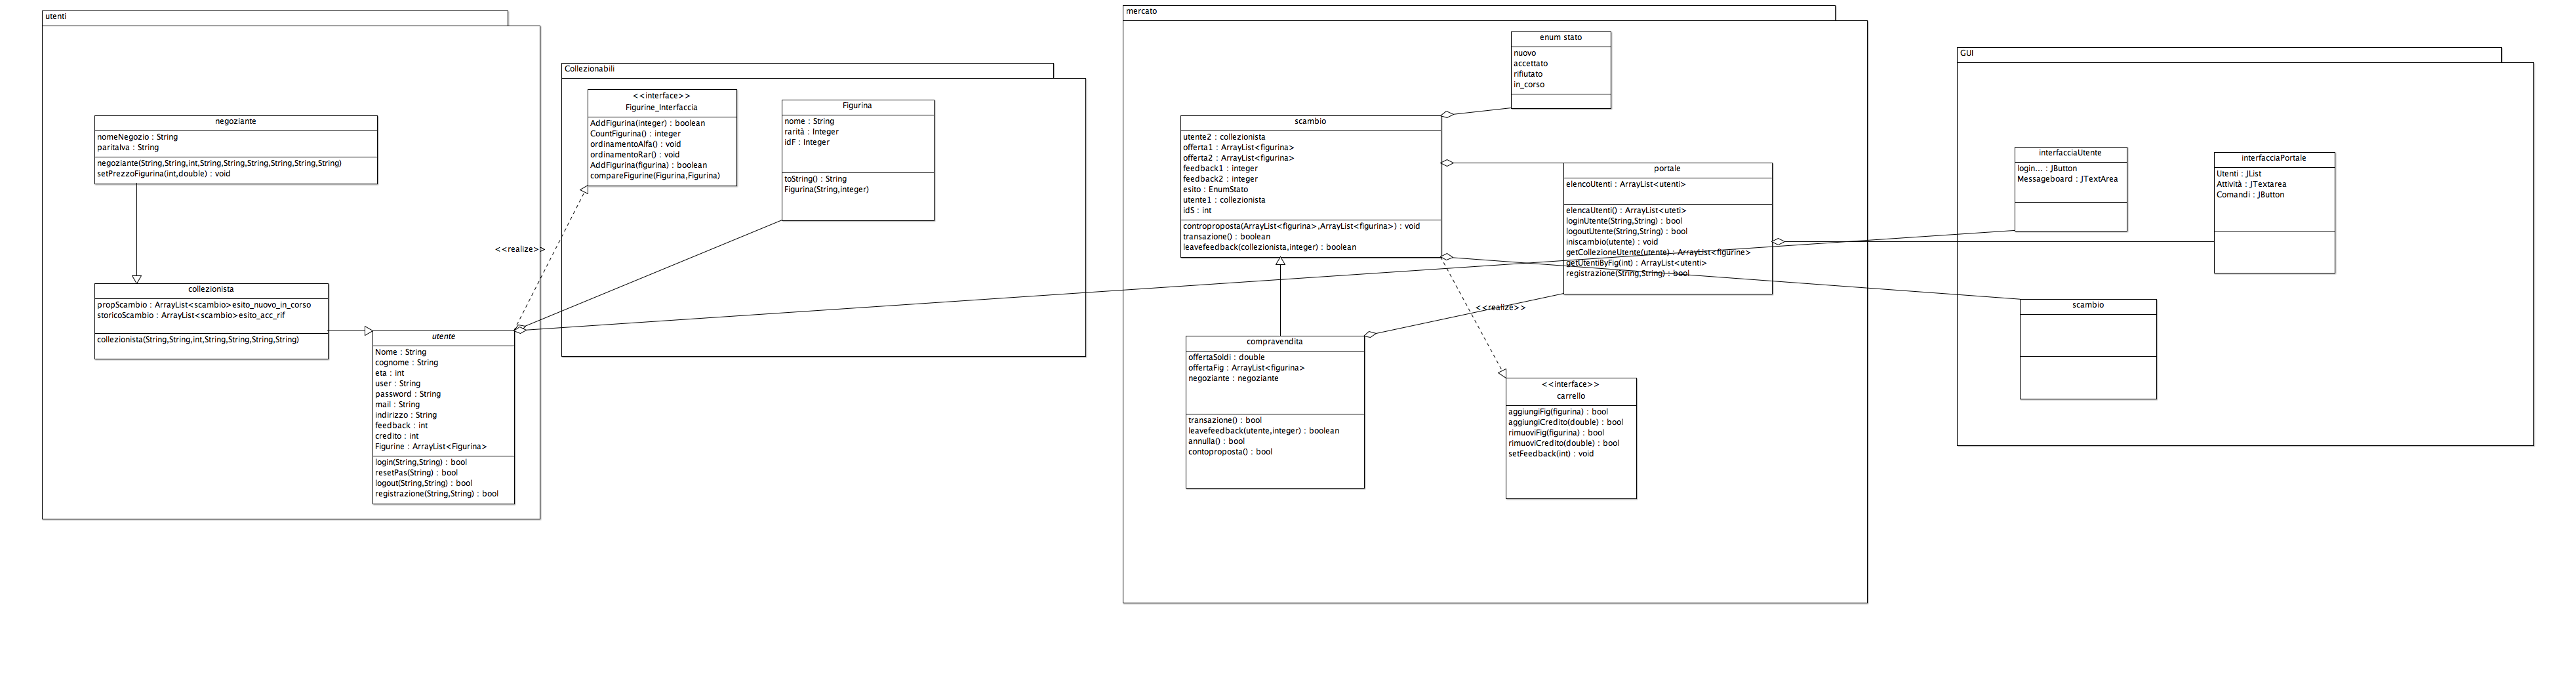 utenti
negoziante
nomeNegozio : String
paritaIva : String
negoziante(String,String,int,String,String,String,String,String,String)
setPrezzoFigurina(int,double) : void
collezionista
propScambio : ArrayList<scambio>esito_nuovo_in_corso
storicoScambio : ArrayList<scambio>esito_acc_rif
collezionista(String,String,int,String,String,String,String)
utente
Nome : String
cognome : String
eta : int
user : String
password : String
mail : String
indirizzo : String
feedback : int
credito : int
Figurine : ArrayList<Figurina>
login(String,String) : bool
resetPas(String) : bool
logout(String,String) : bool
registrazione(String,String) : bool
<<realize>>
Collezionabili
<<interface>>
Figurine_Interfaccia
AddFigurina(integer) : boolean
CountFigurina() : integer
ordinamentoAlfa() : void
ordinamentoRar() : void
AddFigurina(figurina) : boolean
compareFigurine(Figurina,Figurina)
Figurina
nome : String
rarità : Integer
idF : Integer
toString() : String
Figurina(String,integer)
mercato
enum stato
nuovo
accettato
rifiutato
in_corso
scambio
utente2 : collezionista
offerta1 : ArrayList<figurina>
offerta2 : ArrayList<figurina>
feedback1 : integer
feedback2 : integer
esito : EnumStato
utente1 : collezionista
idS : int
controproposta(ArrayList<figurina>,ArrayList<figurina>) : void
transazione() : boolean
leavefeedback(collezionista,integer) : boolean
portale
elencoUtenti : ArrayList<utenti>
elencaUtenti() : ArrayList<uteti>
loginUtente(String,String) : bool
logoutUtente(String,String) : bool
iniscambio(utente) : void
getCollezioneUtente(utente) : ArrayList<figurine>
getUtentiByFig(int) : ArrayList<utenti>
registrazione(String,String) : bool
<<realize>>
compravendita
offertaSoldi : double
offertaFig : ArrayList<figurina>
negoziante : negoziante
transazione() : bool
leavefeedback(utente,integer) : boolean
annulla() : bool
contoproposta() : bool
<<interface>>
carrello
aggiungiFig(figurina) : bool
aggiungiCredito(double) : bool
rimuoviFig(figurina) : bool
rimuoviCredito(double) : bool
setFeedback(int) : void
GUI
interfacciaUtente
login... : JButton
Messageboard : JTextArea
interfacciaPortale
Utenti : JList
Attività : JTextarea
Comandi : JButton
scambio